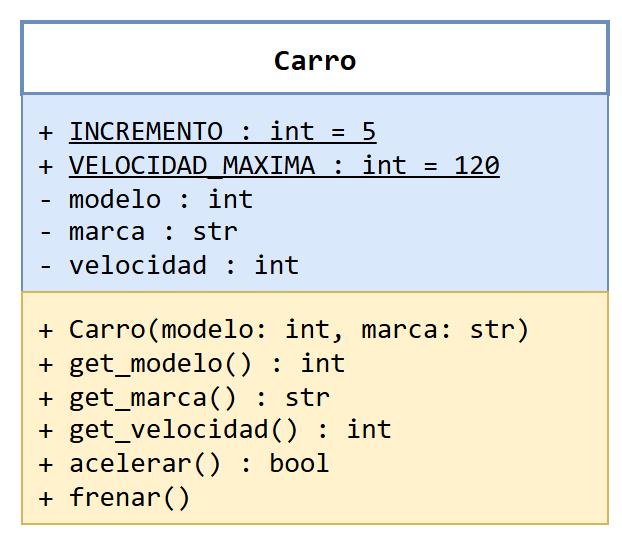 Carro
+ INCREMENTO : int = 5
+ VELOCIDAD_MAXIMA : int = 120
- modelo : int
- marca : str
- velocidad : int
+ Carro(modelo: int, marca: str)
+ get_modelo() : int
+ get_marca() : str
+ get_velocidad() : int
+ acelerar() : bool
+ frenar()